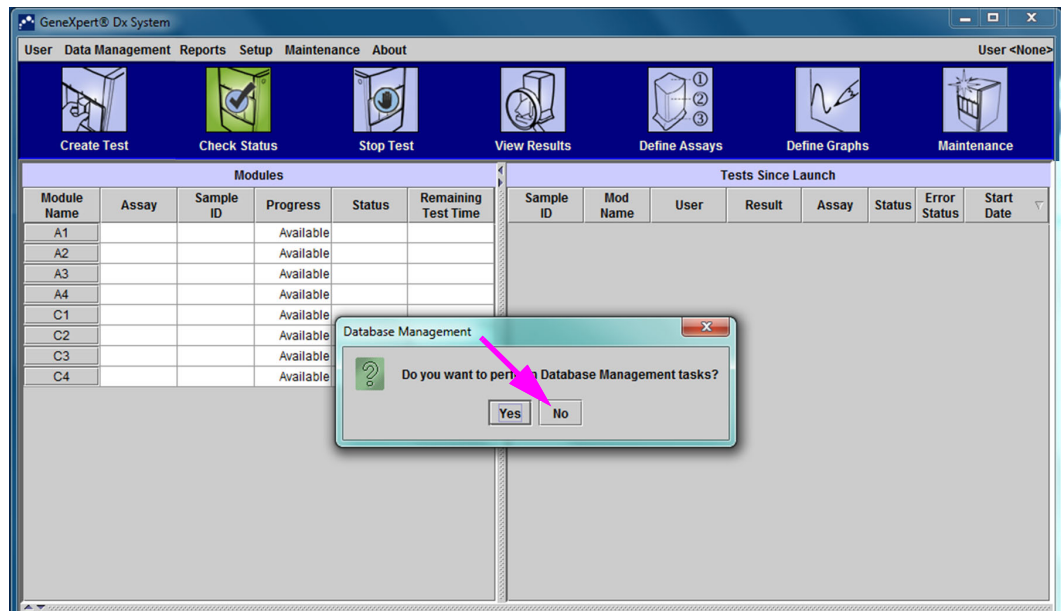 GeneXpert® Dx System
User Data Management Reports Setup Maintenance About User <None>
Create Test Check Status Stop Test View Results Define Assays Define Graphs Maintenance
Modules Tests Since Launch
Module Name Assay Sample ID Progress Status Remaining Test Time Sample ID Mod Name User Result Assay Status Error Status Start Date
A1 Available
A2 Available
A3 Available
A4 Available
C1 Available
C2 Available
C3 Available
C4 Available
Database Management
Do you want to perform Database Management tasks?
Yes No